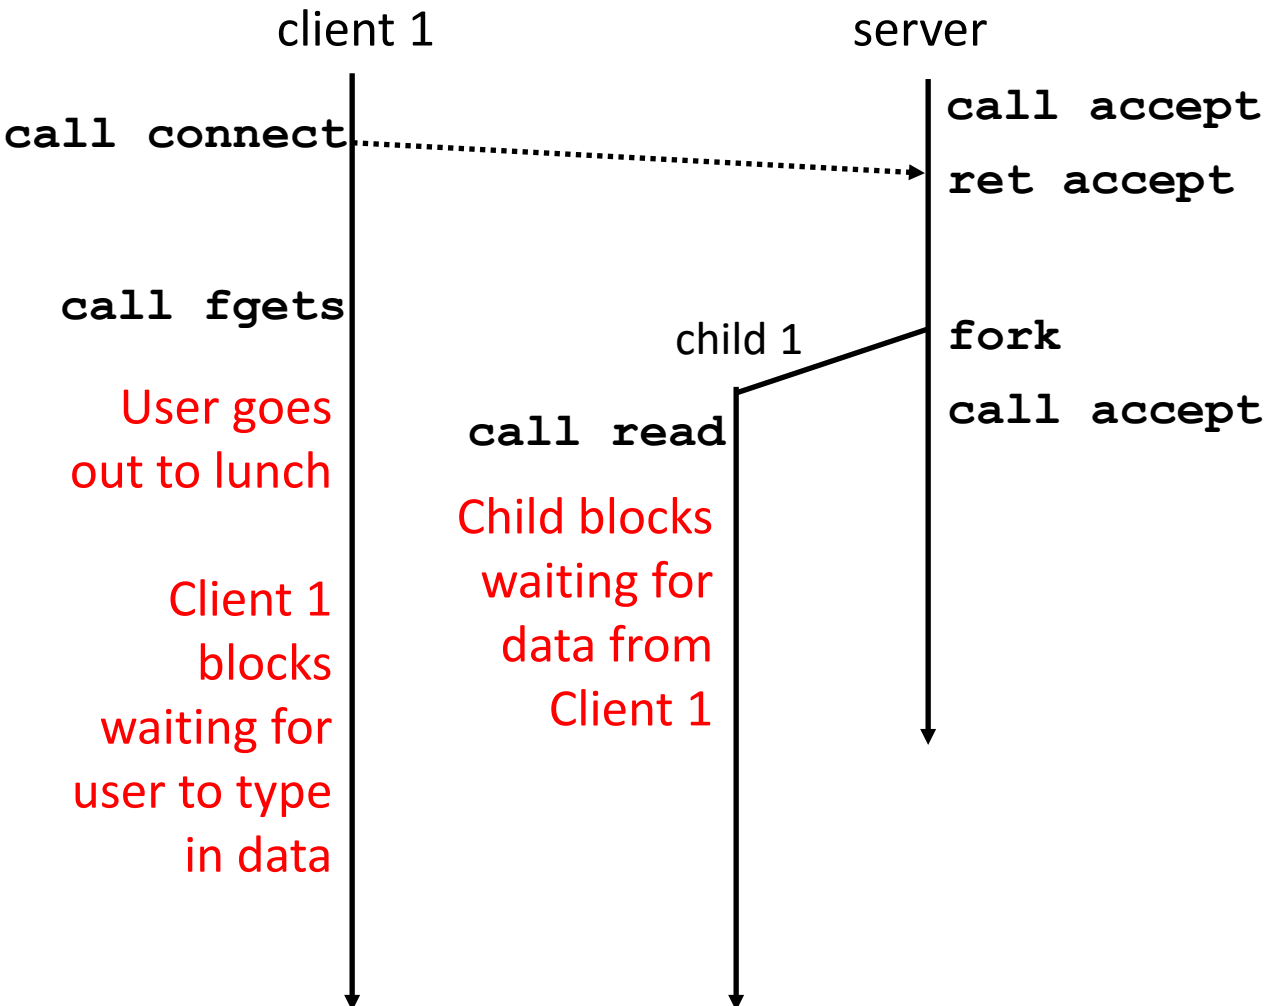 client 1
server
call connect
call accept
ret accept
call fgets
child 1
fork
call read
call accept
User goes
out to lunch
Client 1
blocks
waiting for
user to type
in data
Child blocks
waiting for
data from
Client 1